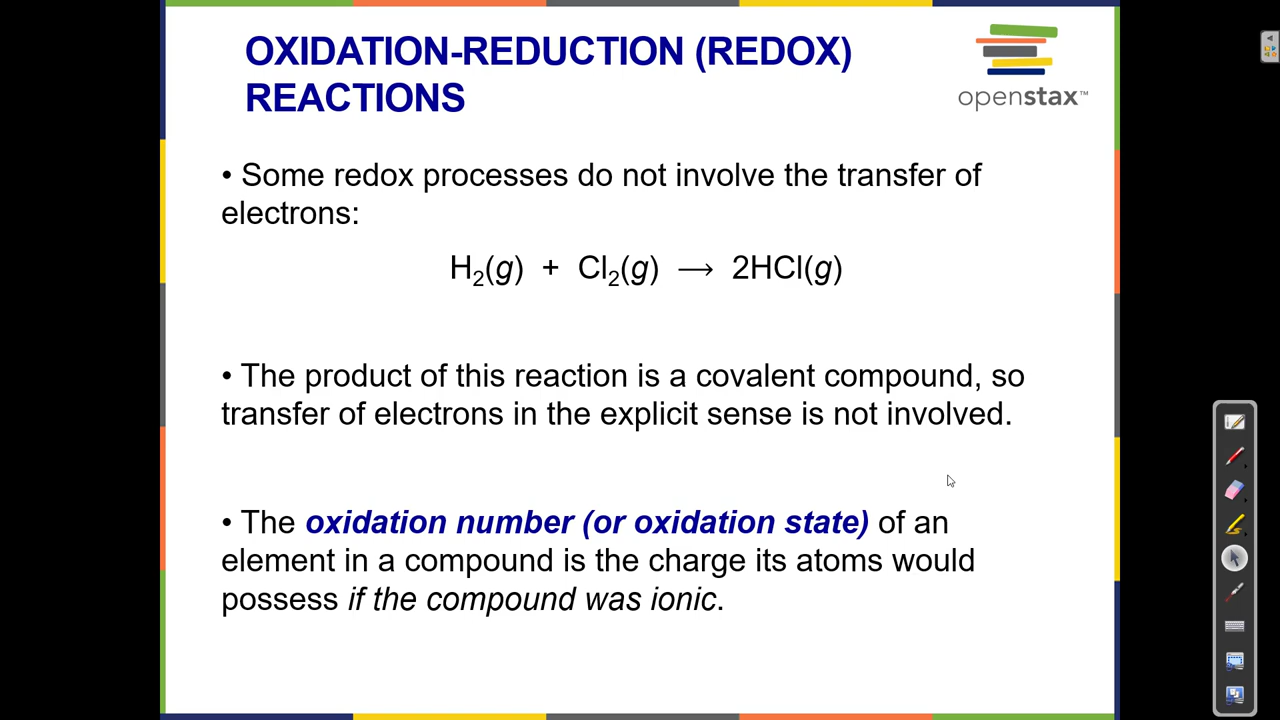 OXIDATION-REDUCTION (REDOX)
REACTIONS
openstax™
• Some redox processes do not involve the transfer of
electrons:
H₂(g) + Cl₂(g) ⟶ 2HCl(g)
• The product of this reaction is a covalent compound, so
transfer of electrons in the explicit sense is not involved.
• The oxidation number (or oxidation state) of an
element in a compound is the charge its atoms would
possess if the compound was ionic.